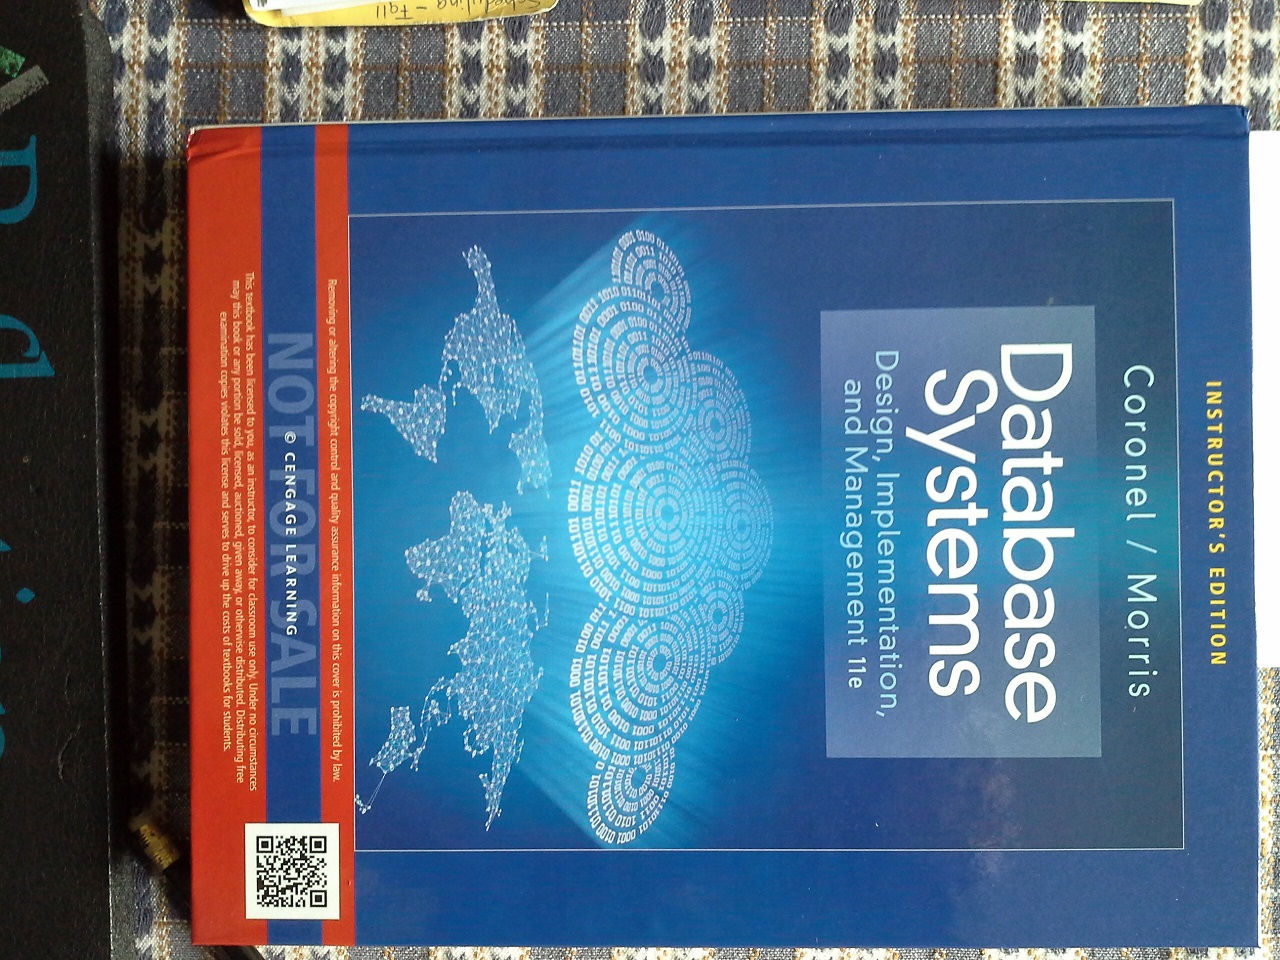 INSTRUCTOR'S EDITION
Coronel / Morris
Database
Systems
Design, Implementation,
and Management 11e
Removing or altering the copyright control and quality assurance information on this cover is prohibited by law.
NOT FOR SALE
© CENGAGE LEARNING
This textbook has been licensed to you, as an instructor, to consider for classroom use only. Under no circumstances
may this book or any portion be sold, licensed, auctioned, given away, or otherwise distributed. Distributing free
examination copies violates this license and serves to drive up the costs of textbooks for students.
Scheduling - Fall
Reflection